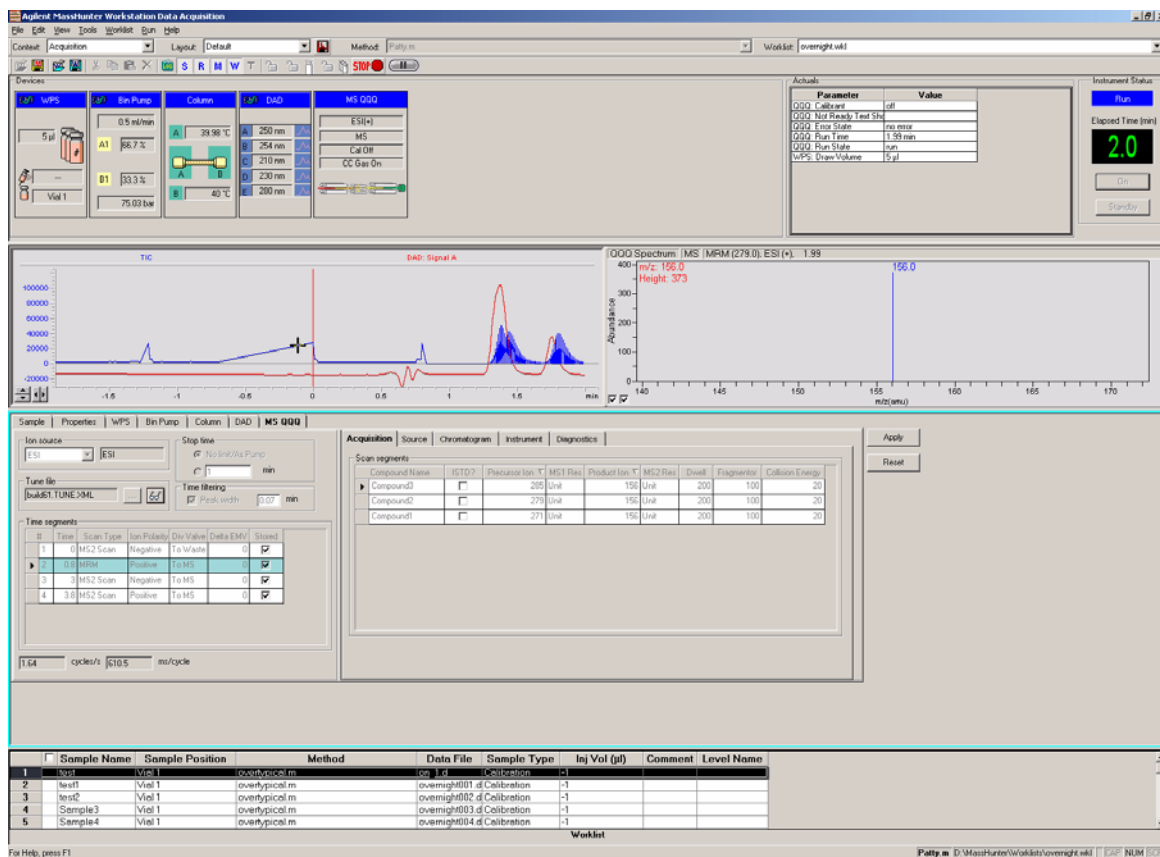 Agilent MassHunter Workstation Data Acquisition
File Edit View Tools Worklist Run Help
Context: Acquisition Layout: Default Method: Patty.m Worklist: overnight.wkl
S R M W T STOP
Devices
WPS Bin Pump Column DAD MS QQQ
5 µl
--
Vial 1
0.5 ml/min
A1 66.7 %
B1 33.3 %
75.03 bar
A 39.98 °C
A B
B 40 °C
A 250 nm
B 254 nm
C 210 nm
D 230 nm
E 280 nm
ESI(+)
MS
Cal Off
CC Gas On
Actuals
Parameter Value
QQQ: Calibrant off
QQQ: Not Ready Text Sho
QQQ: Error State no error
QQQ: Run Time 1.99 min
QQQ: Run State run
WPS: Draw Volume 5 µl
Instrument Status
Run
Elapsed Time (min)
2.0
On
Standby
TIC DAD: Signal A
100000
80000
60000
40000
20000
0
-20000
-1.5 -1 -0.5 0 0.5 1 1.5 min
QQQ Spectrum MS MRM (279.0). ESI (+). 1.99
m/z: 156.0
Height: 373
156.0
Abundance
400
300
200
100
0
140 145 150 155 160 165 170
m/z(amu)
Sample Properties WPS Bin Pump Column DAD MS QQQ
Ion source
ESI ESI
Stop time
No limit/As Pump
1 min
Tune file
build61.TUNE.XML ...
Time filtering
Peak width 0.07 min
Time segments
# Time Scan Type Ion Polarity Div Valve Delta EMV Stored
1 0 MS2 Scan Negative To Waste 0
2 0.8 MRM Positive To MS 0
3 3 MS2 Scan Negative To MS 0
4 3.8 MS2 Scan Positive To MS 0
1.64 cycles/s 610.5 ms/cycle
Acquisition Source Chromatogram Instrument Diagnostics
Scan segments
Compound Name ISTD? Precursor Ion MS1 Res Product Ion MS2 Res Dwell Fragmentor Collision Energy
Compound3 285 Unit 156 Unit 200 100 20
Compound2 279 Unit 156 Unit 200 100 20
Compound1 271 Unit 156 Unit 200 100 20
Apply
Reset
Sample Name Sample Position Method Data File Sample Type Inj Vol (µl) Comment Level Name
1 test Vial 1 overtypical.m on_1.d Calibration -1
2 test1 Vial 1 overtypical.m overnight001.d Calibration -1
3 test2 Vial 1 overtypical.m overnight002.d Calibration -1
4 Sample3 Vial 1 overtypical.m overnight003.d Calibration -1
5 Sample4 Vial 1 overtypical.m overnight004.d Calibration -1
Worklist
For Help, press F1 Patty.m D:\MassHunter\Worklists\overnight.wkl CAP NUM